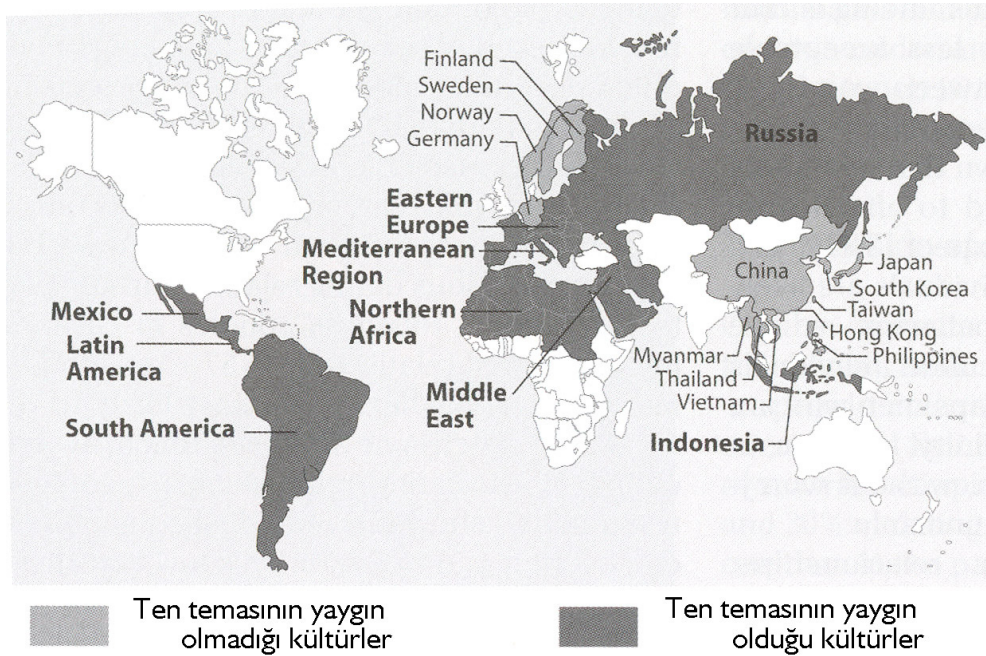 Finland
Sweden
Norway
Germany
Russia
Eastern
Europe
Mediterranean
Region
China
Japan
South Korea
Taiwan
Hong Kong
Philippines
Mexico
Northern
Africa
Latin
America
Myanmar
Thailand
Vietnam
Middle
East
South America
Indonesia
Ten temasının yaygın
olmadığı kültürler
Ten temasının yaygın
olduğu kültürler